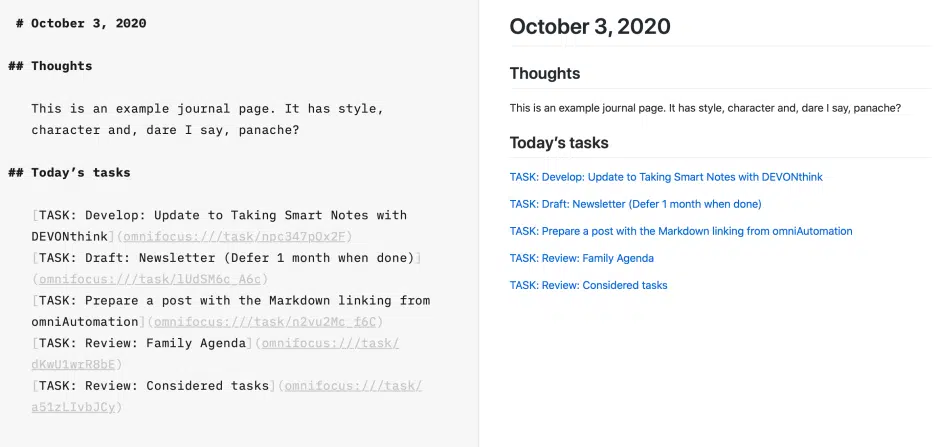 # October 3, 2020
## Thoughts
This is an example journal page. It has style,
character and, dare I say, panache?
## Today’s tasks
[TASK: Develop: Update to Taking Smart Notes with
DEVONthink](omnifocus:///task/npc347pOx2F)
[TASK: Draft: Newsletter (Defer 1 month when done)]
(omnifocus:///task/lUdSM6c_A6c)
[TASK: Prepare a post with the Markdown linking from
omniAutomation](omnifocus:///task/n2vu2Mc_f6C)
[TASK: Review: Family Agenda](omnifocus:///task/
dKwU1wrR8bE)
[TASK: Review: Considered tasks](omnifocus:///task/
a51zLIvbJCy)
October 3, 2020
Thoughts
This is an example journal page. It has style, character and, dare I say, panache?
Today’s tasks
TASK: Develop: Update to Taking Smart Notes with DEVONthink
TASK: Draft: Newsletter (Defer 1 month when done)
TASK: Prepare a post with the Markdown linking from omniAutomation
TASK: Review: Family Agenda
TASK: Review: Considered tasks